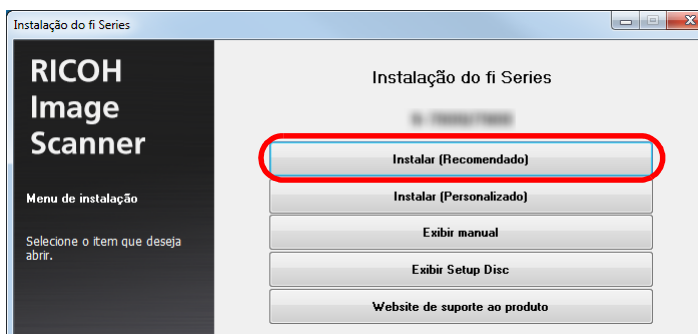 Instalação do fi Series
RICOH
Image
Scanner
Menu de instalação
Selecione o item que deseja
abrir.
Instalação do fi Series
Instalar (Recomendado)
Instalar (Personalizado)
Exibir manual
Exibir Setup Disc
Website de suporte ao produto